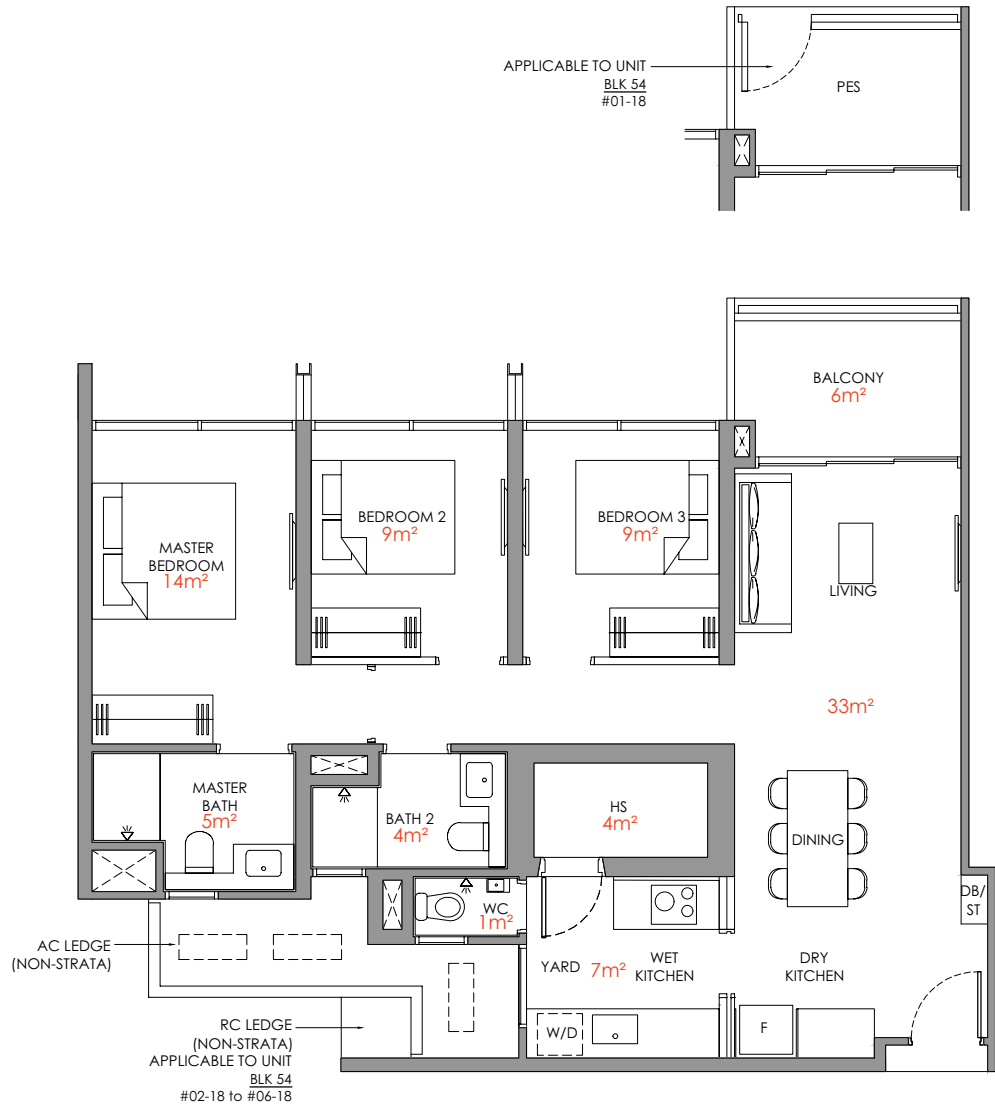 APPLICABLE TO UNIT
BLK 54
#01-18
PES
BALCONY
6m²
BEDROOM 2
9m²
BEDROOM 3
9m²
MASTER
BEDROOM
14m²
LIVING
33m²
MASTER
BATH
5m²
BATH 2
4m²
HS
4m²
DINING
WC
1m²
DB/
ST
AC LEDGE
(NON-STRATA)
YARD
7m²
WET
KITCHEN
DRY
KITCHEN
W/D
F
RC LEDGE
(NON-STRATA)
APPLICABLE TO UNIT
BLK 54
#02-18 to #06-18